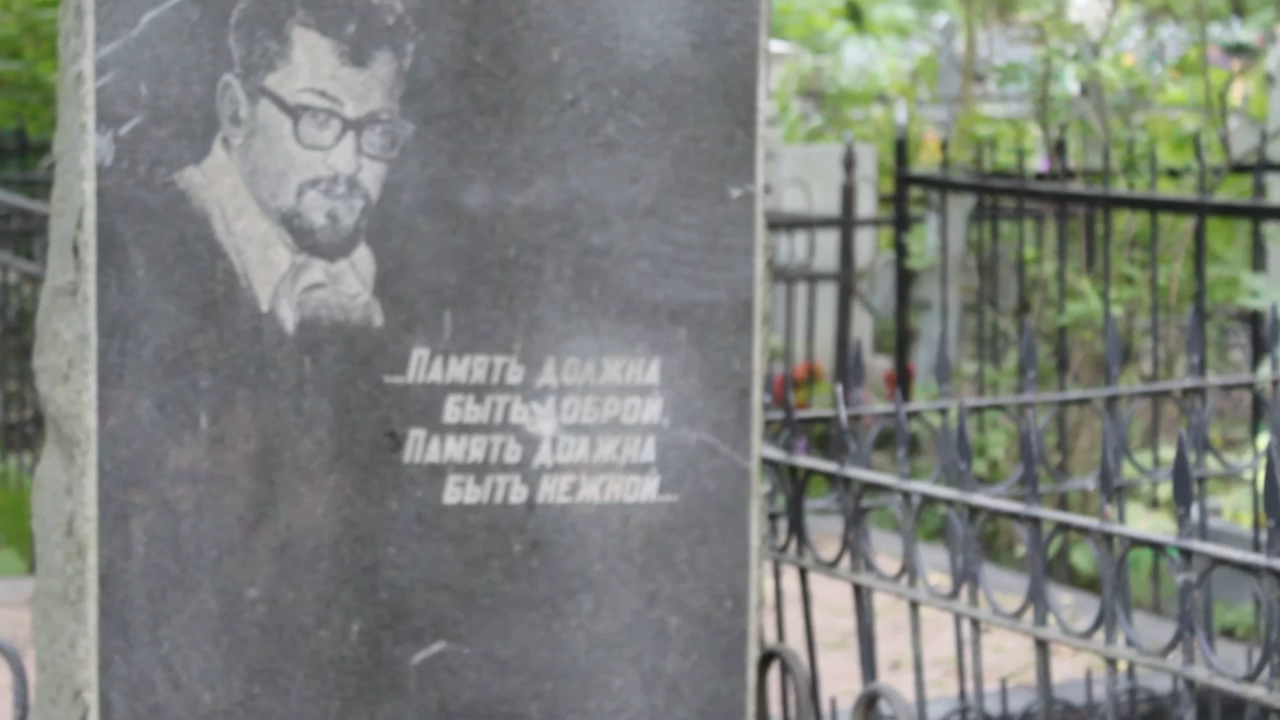 ...ПАМЯТЬ ДОЛЖНА
БЫТЬ ДОБРОЙ,
ПАМЯТЬ ДОЛЖНА
БЫТЬ НЕЖНОЙ...